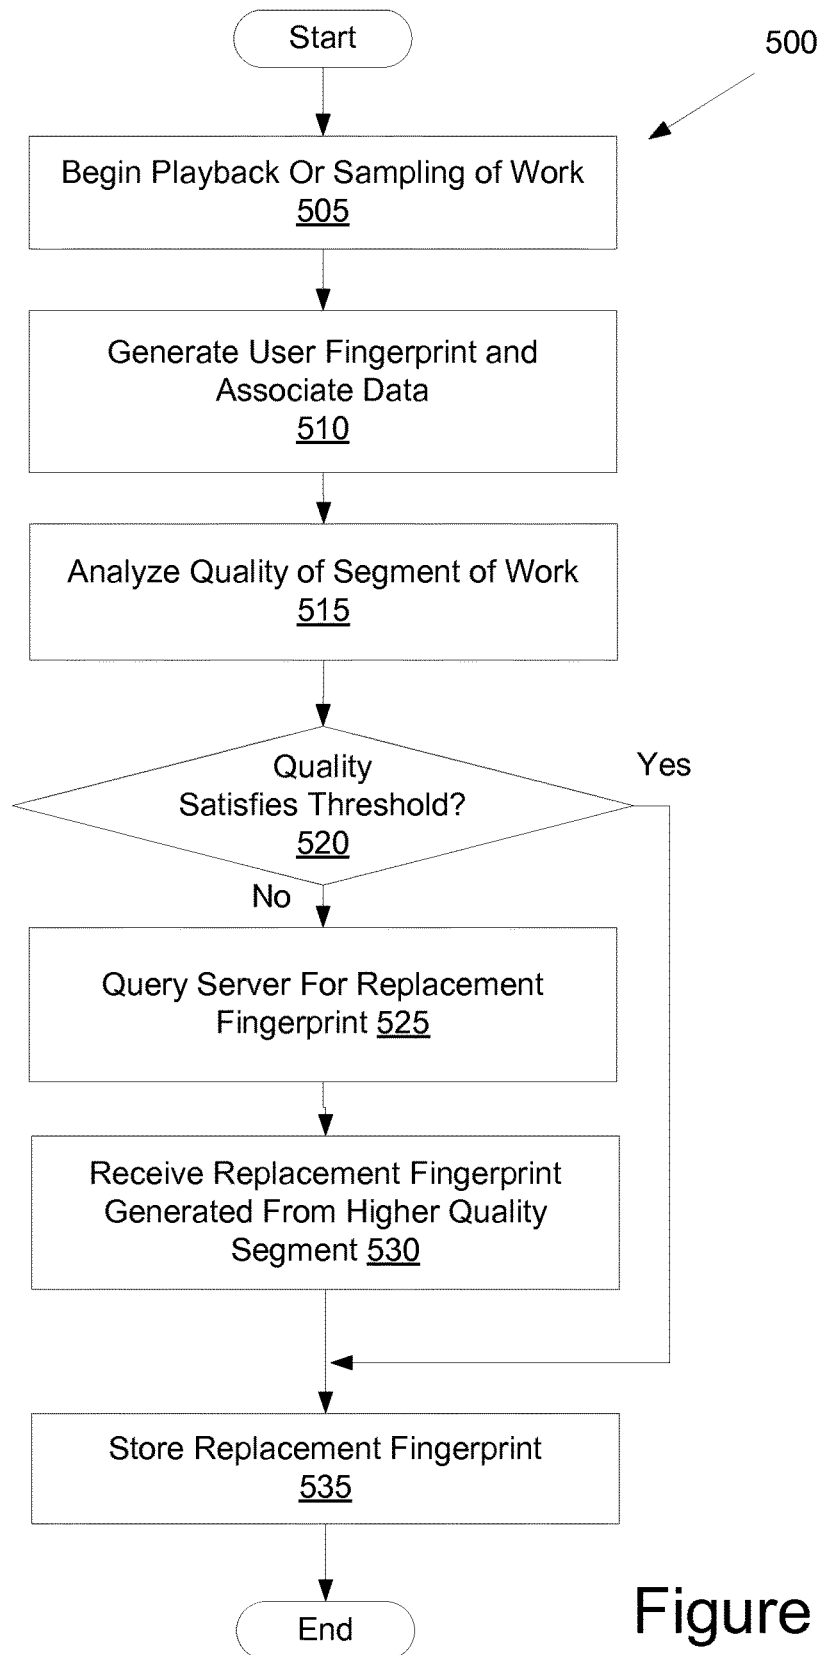 Start
500
Begin Playback Or Sampling of Work
505
Generate User Fingerprint and
Associate Data
510
Analyze Quality of Segment of Work
515
Quality
Satisfies Threshold?
520
Yes
No
Query Server For Replacement
Fingerprint 525
Receive Replacement Fingerprint
Generated From Higher Quality
Segment 530
Store Replacement Fingerprint
535
End
Figure